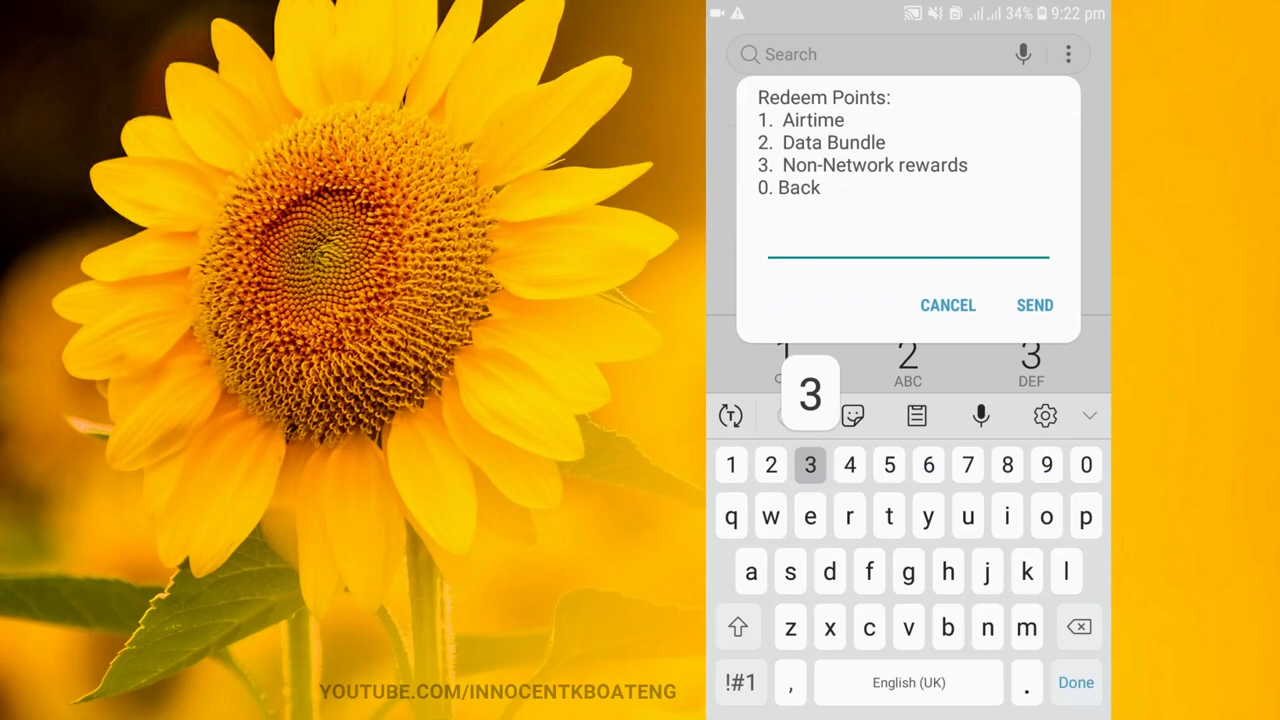 34% 9:22 pm
Search
Redeem Points:
1. Airtime
2. Data Bundle
3. Non-Network rewards
0. Back
CANCEL SEND
1 2 3
ABC DEF
3
T
1 2 3 4 5 6 7 8 9 0
q w e r t y u i o p
a s d f g h j k l
z x c v b n m
!#1 , English (UK) . Done
YOUTUBE.COM/INNOCENTKBOATENG